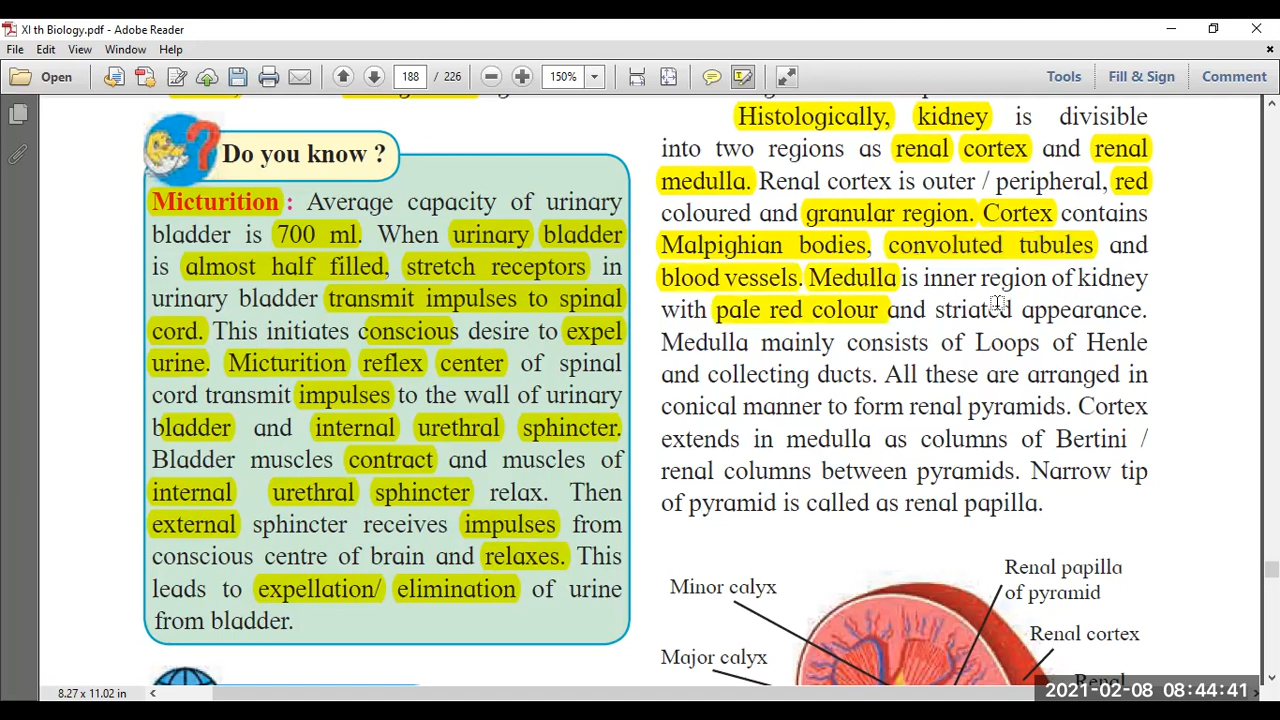 XI th Biology.pdf - Adobe Reader
File Edit View Window Help
Open 188 / 226 150% Tools Fill & Sign Comment
Do you know ?
Micturition : Average capacity of urinary
bladder is 700 ml. When urinary bladder
is almost half filled, stretch receptors in
urinary bladder transmit impulses to spinal
cord. This initiates conscious desire to expel
urine. Micturition reflex center of spinal
cord transmit impulses to the wall of urinary
bladder and internal urethral sphincter.
Bladder muscles contract and muscles of
internal urethral sphincter relax. Then
external sphincter receives impulses from
conscious centre of brain and relaxes. This
leads to expellation/ elimination of urine
from bladder.
Histologically, kidney is divisible
into two regions as renal cortex and renal
medulla. Renal cortex is outer / peripheral, red
coloured and granular region. Cortex contains
Malpighian bodies, convoluted tubules and
blood vessels. Medulla is inner region of kidney
with pale red colour and striated appearance.
Medulla mainly consists of Loops of Henle
and collecting ducts. All these are arranged in
conical manner to form renal pyramids. Cortex
extends in medulla as columns of Bertini /
renal columns between pyramids. Narrow tip
of pyramid is called as renal papilla.
Minor calyx
Renal papilla
of pyramid
Renal cortex
Major calyx
Renal
8.27 x 11.02 in
2021-02-08 08:44:41